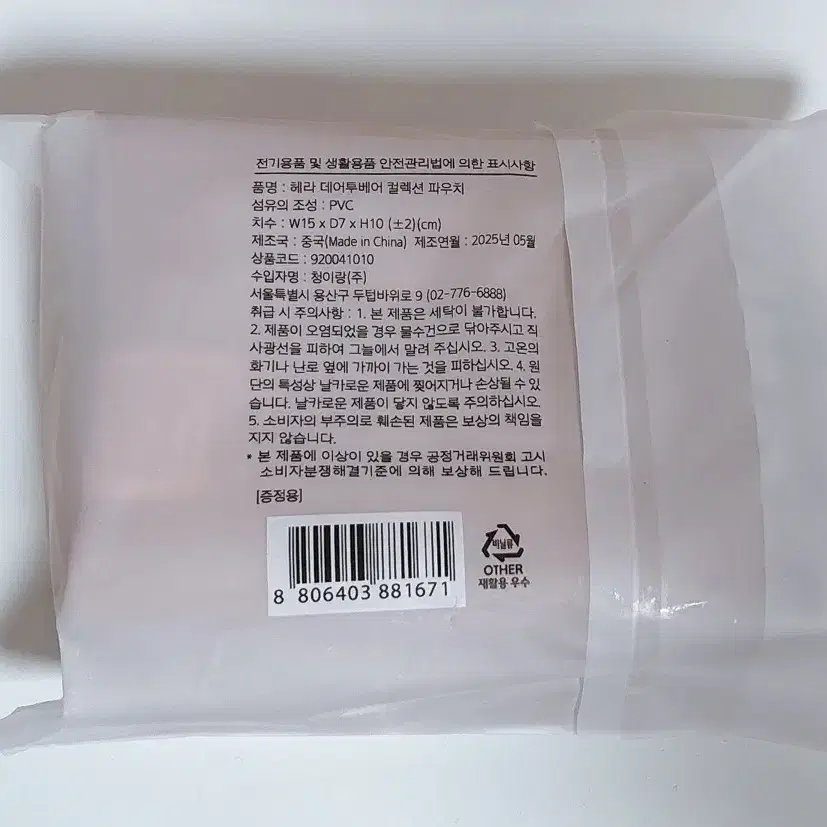 전기용품 및 생활용품 안전관리법에 의한 표시사항
품명 : 헤라 데어투베어 컬렉션 파우치
섬유의 조성 : PVC
치수 : W15 x D7 x H10 (±2)(cm)
제조국 : 중국(Made in China) 제조연월 : 2025년 05월
상품코드 : 920041010
수입자명 : 청이랑(주)
서울특별시 용산구 두텁바위로 9 (02-776-6888)
취급 시 주의사항 : 1. 본 제품은 세탁이 불가합니다.
2. 제품이 오염되었을 경우 물수건으로 닦아주시고 직
사광선을 피하여 그늘에서 말려 주십시오. 3. 고온의
화기나 난로 옆에 가까이 가는 것을 피하십시오. 4. 원
단의 특성상 날카로운 제품에 찢어지거나 손상될 수 있
습니다. 날카로운 제품이 닿지 않도록 주의하십시오.
5. 소비자의 부주의로 훼손된 제품은 보상의 책임을
지지 않습니다.
* 본 제품에 이상이 있을 경우 공정거래위원회 고시
소비자분쟁해결기준에 의해 보상해 드립니다.
[증정용]
8 806403 881671
비닐류
OTHER
재활용 우수